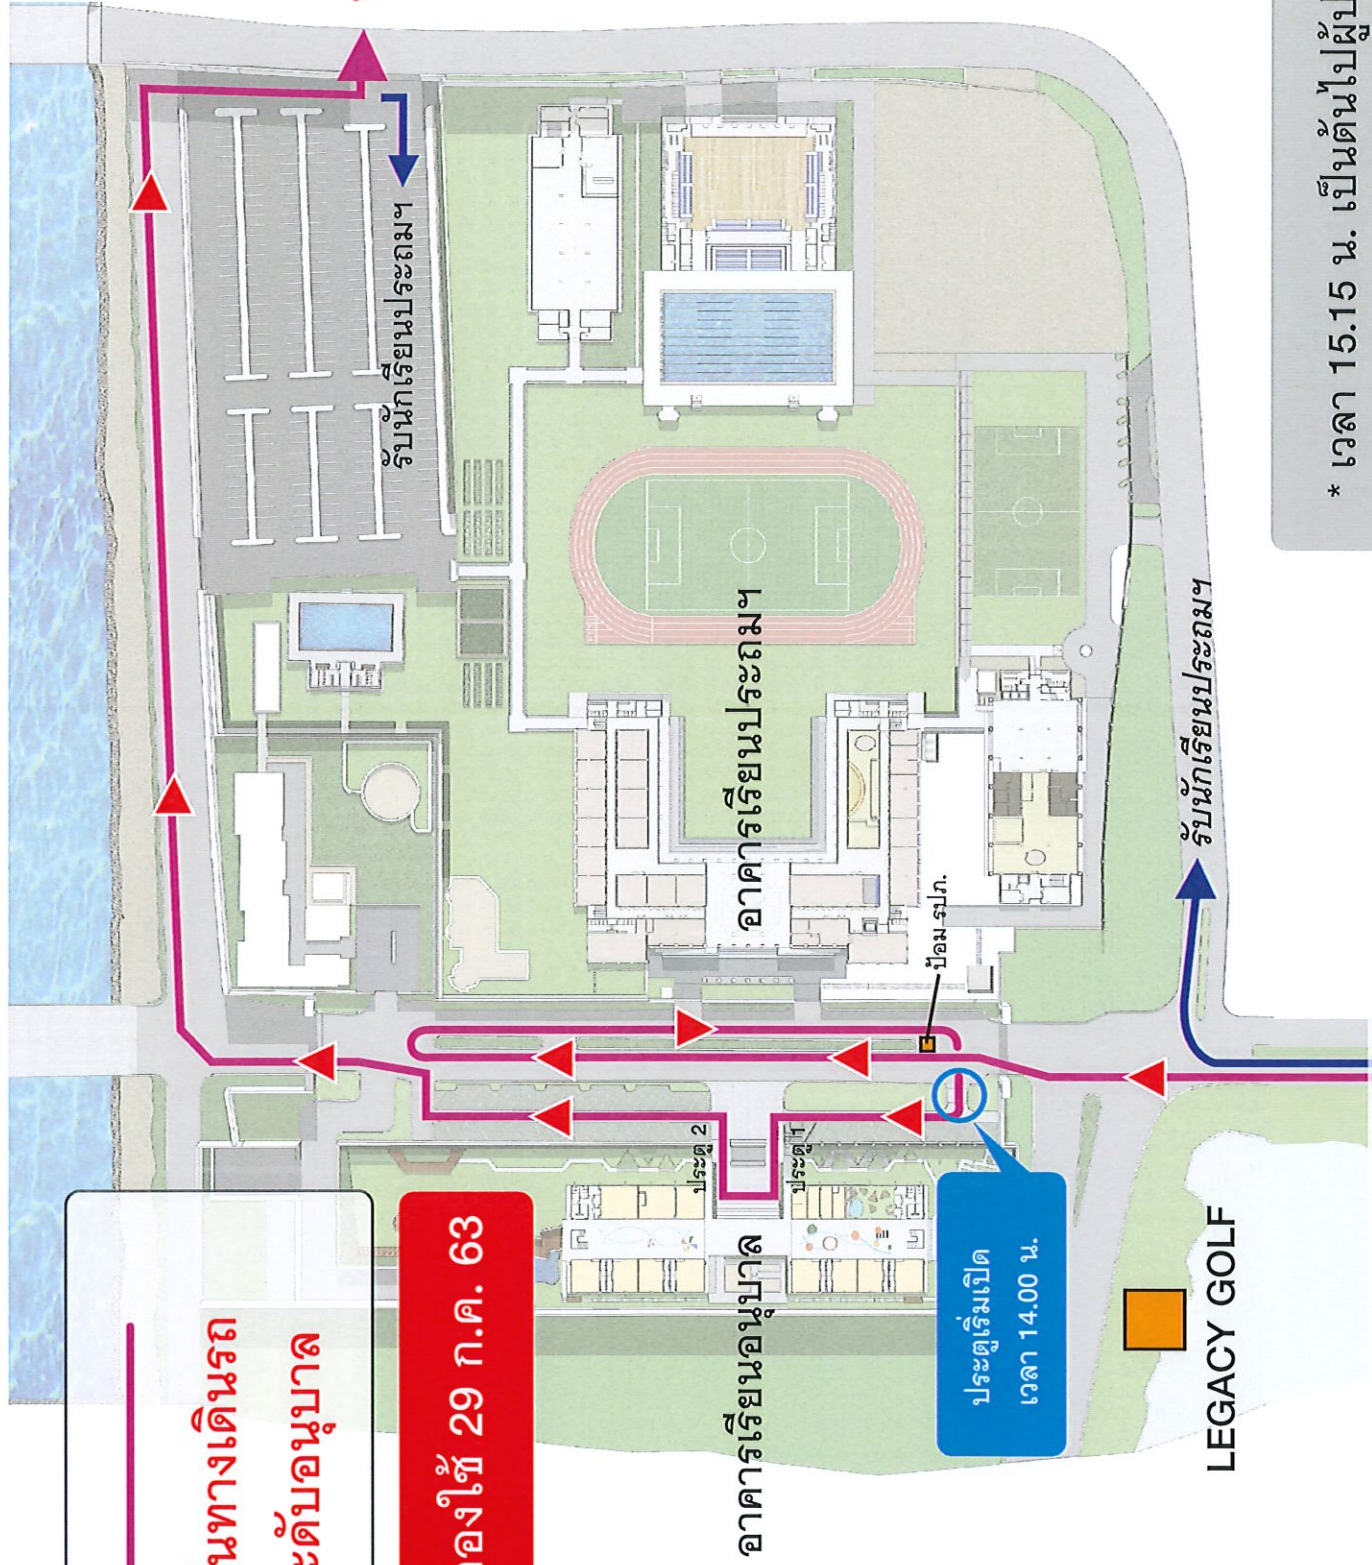 นทางเดินรถ
ะดับอนุบาล
องใช้ 29 ก.ค. 63
รับนักเรียนประถมฯ
อาคารเรียนประถมฯ
ป้อม รปภ.
ประตู 2
ประตู 1
อาคารเรียนอนุบาล
ประตูเริ่มเปิด
เวลา 14.00 น.
รับนักเรียนประถมฯ
LEGACY GOLF
* เวลา 15.15 น. เป็นต้นไปผู้ป